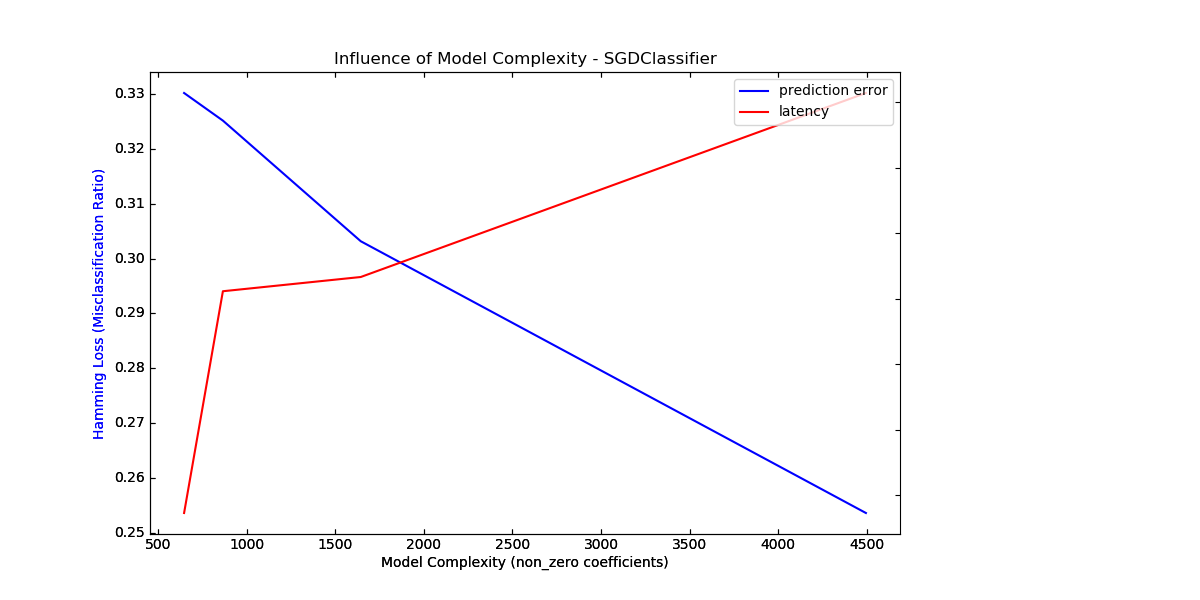 Influence of Model Complexity - SGDClassifier
prediction error
latency
Hamming Loss (Misclassification Ratio)
0.33
0.32
0.31
0.30
0.29
0.28
0.27
0.26
0.25
500 1000 1500 2000 2500 3000 3500 4000 4500
Model Complexity (non_zero coefficients)